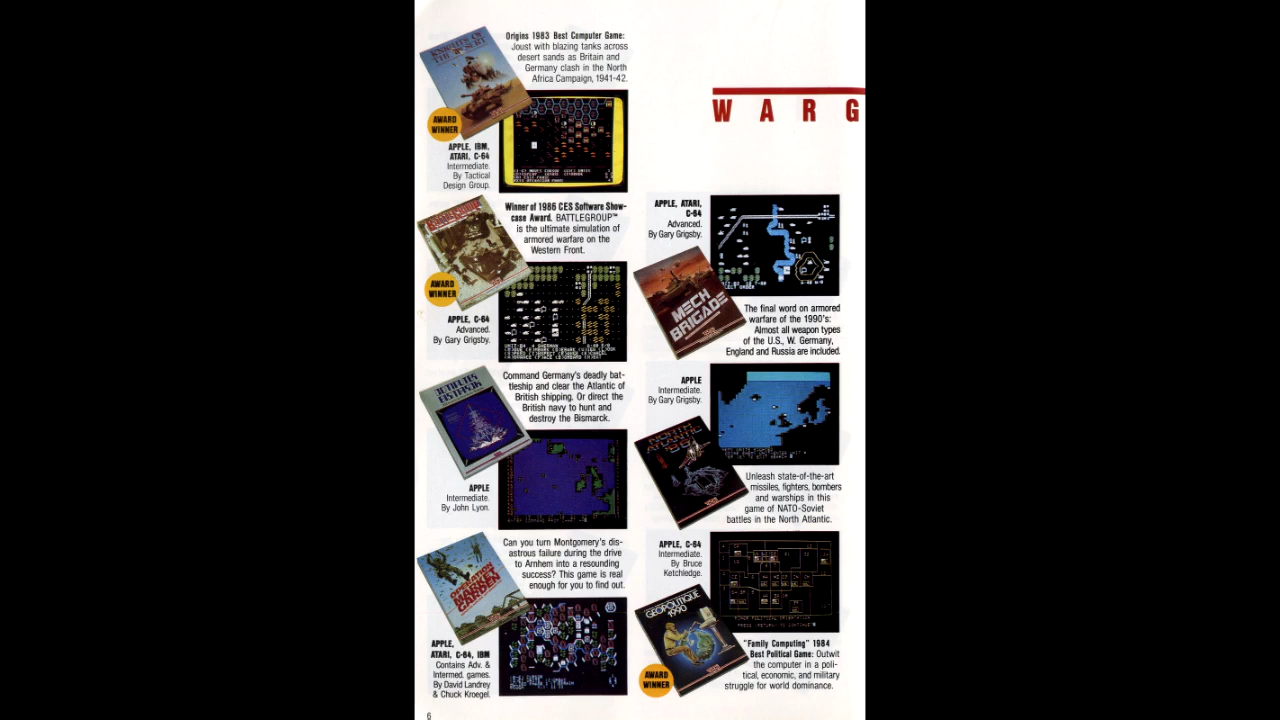 Origins 1983 Best Computer Game:
Joust with blazing tanks across
desert sands as Britain and
Germany clash in the North
Africa Campaign, 1941-42.
KNIGHTS OF
THE DESERT
AWARD
WINNER
APPLE, IBM,
ATARI, C-64
Intermediate.
By Tactical
Design Group.
Winner of 1986 CES Software Show-
case Award. BATTLEGROUP™
is the ultimate simulation of
armored warfare on the
Western Front.
AWARD
WINNER
APPLE, C-64
Advanced.
By Gary Grigsby.
Command Germany's deadly bat-
tleship and clear the Atlantic of
British shipping. Or direct the
British navy to hunt and
destroy the Bismarck.
APPLE
Intermediate.
By John Lyon.
Can you turn Montgomery's dis-
astrous failure during the drive
to Arnhem into a resounding
success? This game is real
enough for you to find out.
OPERATION
MARKET
GARDEN
APPLE,
ATARI, C-64, IBM
Contains Adv. &
Intermed. games.
By David Landrey
& Chuck Kroegel.
6
WARG
APPLE, ATARI,
C-64
Advanced.
By Gary Grigsby.
MECH
BRIGADE
The final word on armored
warfare of the 1990's:
Almost all weapon types
of the U.S., W. Germany,
England and Russia are included.
APPLE
Intermediate.
By Gary Grigsby.
NORTH
ATLANTIC
'86
Unleash state-of-the-art
missiles, fighters, bombers
and warships in this
game of NATO-Soviet
battles in the North Atlantic.
APPLE, C-64
Intermediate.
By Bruce
Ketchledge.
GEOPOLITIQUE
1990
AWARD
WINNER
"Family Computing" 1984
Best Political Game: Outwit
the computer in a poli-
tical, economic, and military
struggle for world dominance.